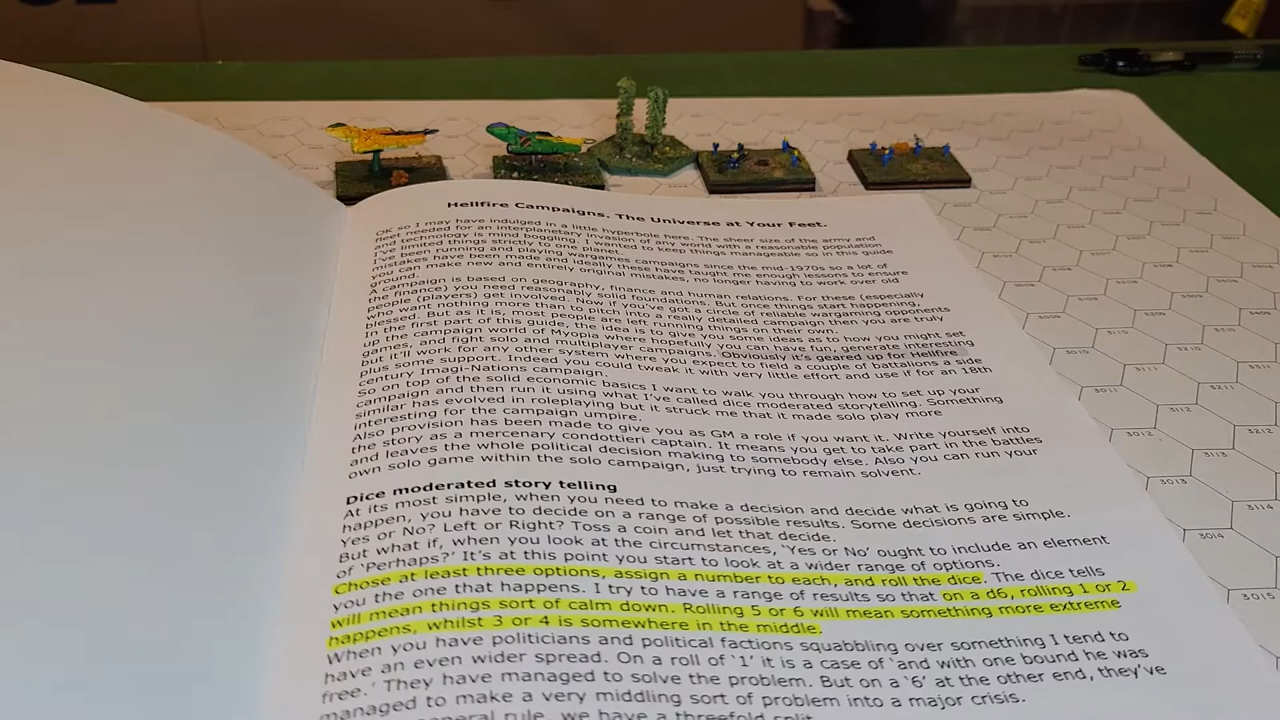 Hellfire Campaigns. The Universe at Your Feet.
OK so I may have indulged in a little hyperbole here. The sheer size of the army and
fleet needed for an interplanetary invasion of any world with a reasonable population
and technology is mind boggling. I wanted to keep things manageable so in this guide
I've limited things strictly to one planet.
I've been running and playing wargames campaigns since the mid-1970s so a lot of
mistakes have been made and ideally these have taught me enough lessons to ensure
you can make new and entirely original mistakes, no longer having to work over old
ground.
A campaign is based on geography, finance and human relations. For these (especially
the finance) you need reasonably solid foundations. But once things start happening,
people (players) get involved. Now if you've got a circle of reliable wargaming opponents
who want nothing more than to pitch into a really detailed campaign then you are truly
blessed. But as it is, most people are left running things on their own.
In the first part of this guide, the idea is to give you some ideas as to how you might set
up the campaign world of Myopia where hopefully you can have fun, generate interesting
games, and fight solo and multiplayer campaigns. Obviously it's geared up for Hellfire
but it'll work for any other system where you expect to field a couple of battalions a side
plus some support. Indeed you could tweak it with very little effort and use if for an 18th
century Imagi-Nations campaign.
So on top of the solid economic basics I want to walk you through how to set up your
campaign and then run it using what I've called dice moderated storytelling. Something
similar has evolved in roleplaying but it struck me that it made solo play more
interesting for the campaign umpire.
Also provision has been made to give you as GM a role if you want it. Write yourself into
the story as a mercenary condottieri captain. It means you get to take part in the battles
and leaves the whole political decision making to somebody else. Also you can run your
own solo game within the solo campaign, just trying to remain solvent.
Dice moderated story telling
At its most simple, when you need to make a decision and decide what is going to
happen, you have to decide on a range of possible results. Some decisions are simple.
Yes or No? Left or Right? Toss a coin and let that decide.
But what if, when you look at the circumstances, 'Yes or No' ought to include an element
of 'Perhaps?' It's at this point you start to look at a wider range of options.
Chose at least three options, assign a number to each, and roll the dice. The dice tells
you the one that happens. I try to have a range of results so that on a d6, rolling 1 or 2
will mean things sort of calm down. Rolling 5 or 6 will mean something more extreme
happens, whilst 3 or 4 is somewhere in the middle.
When you have politicians and political factions squabbling over something I tend to
have an even wider spread. On a roll of '1' it is a case of 'and with one bound he was
free.' They have managed to solve the problem. But on a '6' at the other end, they've
managed to make a very middling sort of problem into a major crisis.
general rule, we have a threefold split
3009
3010
3110
3210
3111
3211
3311
3012
3112
3212
3013
3113
3213
3014
3114
3015